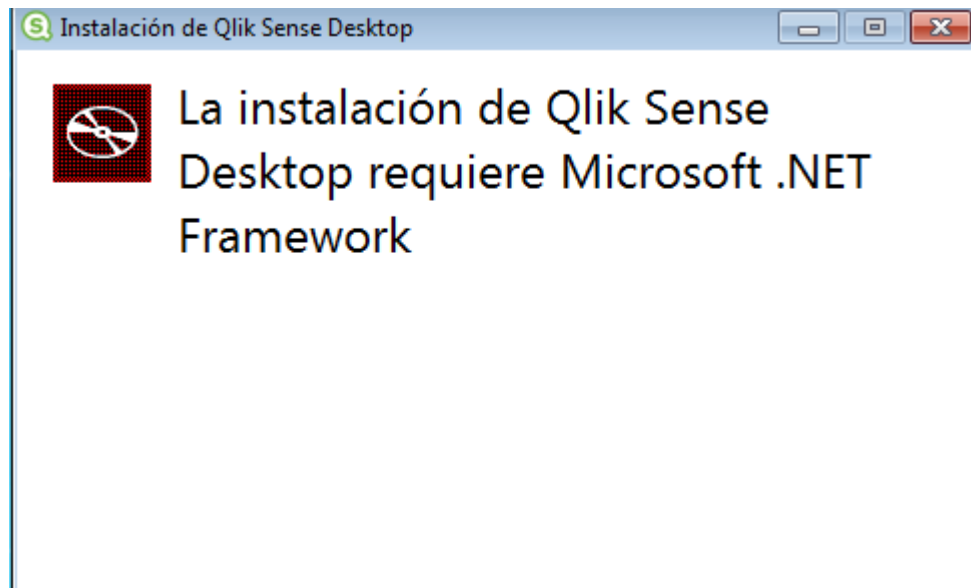 Instalación de Qlik Sense Desktop
La instalación de Qlik Sense
Desktop requiere Microsoft .NET
Framework